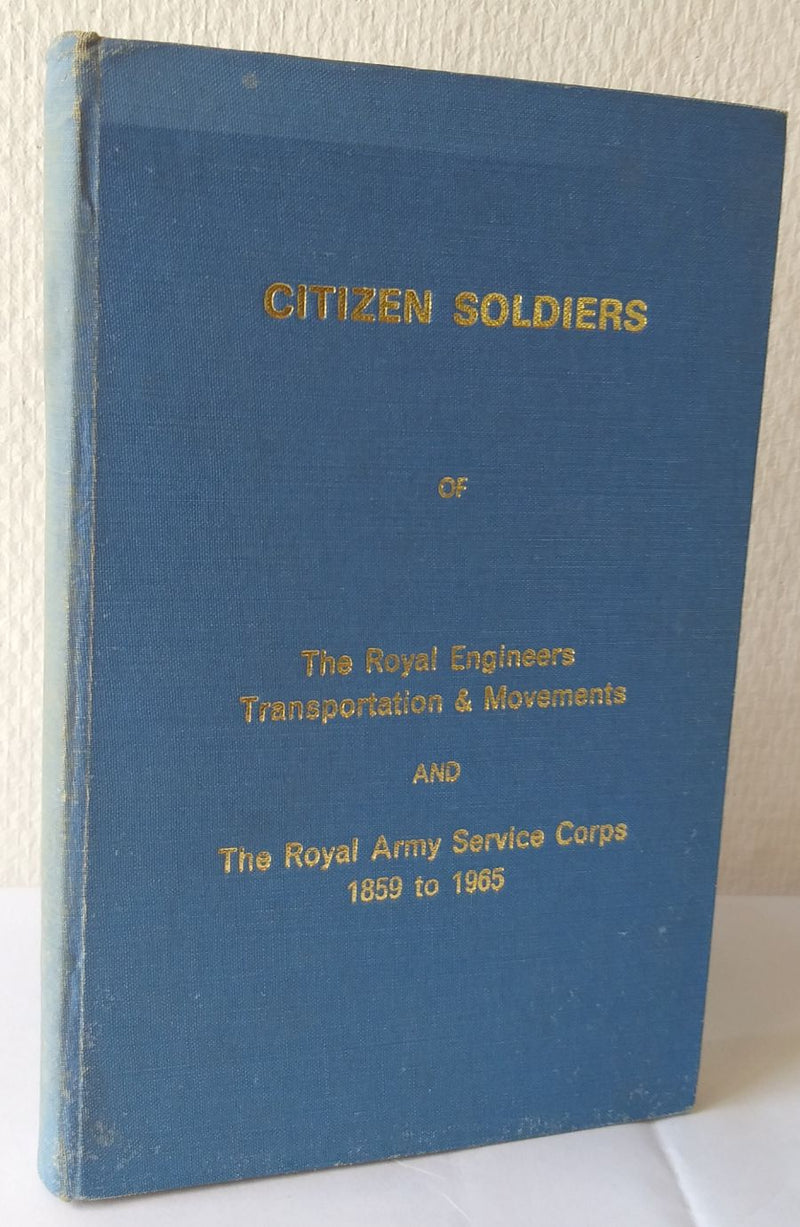 CITIZEN SOLDIERS
OF
The Royal Engineers
Transportation & Movements
AND
The Royal Army Service Corps
1859 to 1965